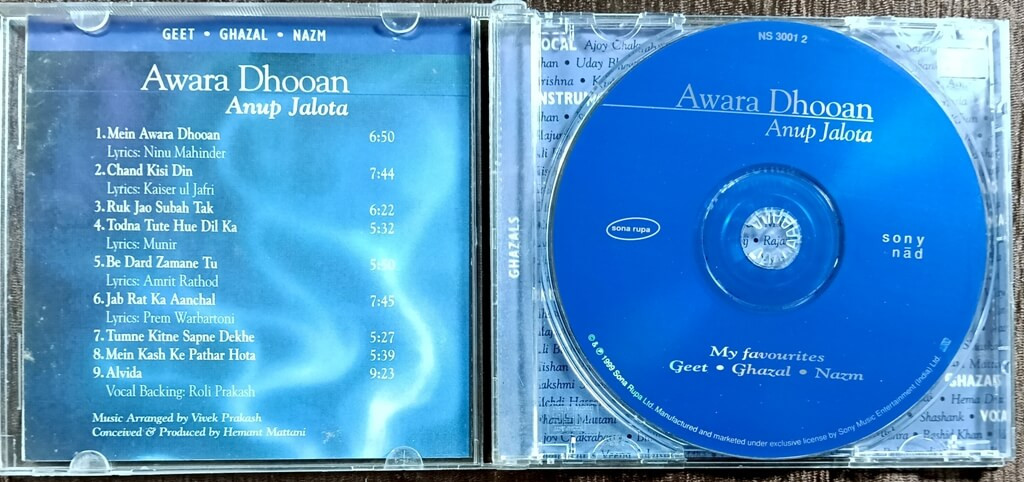 GEET • GHAZAL • NAZM
Awara Dhooan
Anup Jalota
1. Mein Awara Dhooan 6:50
Lyrics: Ninu Mahinder
2. Chand Kisi Din 7:44
Lyrics: Kaiser ul Jafri
3. Ruk Jao Subah Tak 6:22
4. Todna Tute Hue Dil Ka 5:32
Lyrics: Munir
5. Be Dard Zamane Tu
Lyrics: Amrit Rathod
6. Jab Rat Ka Aanchal 7:45
Lyrics: Prem Warbartoni
7. Tumne Kitne Sapne Dekhe 5:27
8. Mein Kash Ke Pathar Hota 5:39
9. Alvida 9:23
Vocal Backing: Roli Prakash
Music Arranged by Vivek Prakash
Conceived & Produced by Hemant Mattani
GHAZALS
NS 3001 2
Awara Dhooan
Anup Jalota
sona rupa
sony
nād
My favourites
Geet • Ghazal • Nazm
© & ℗ 1999 Sona Rupa Ltd. Manufactured and marketed under exclusive license by Sony Music Entertainment (India) Ltd.
Ajoy
• Uday
Shashank •